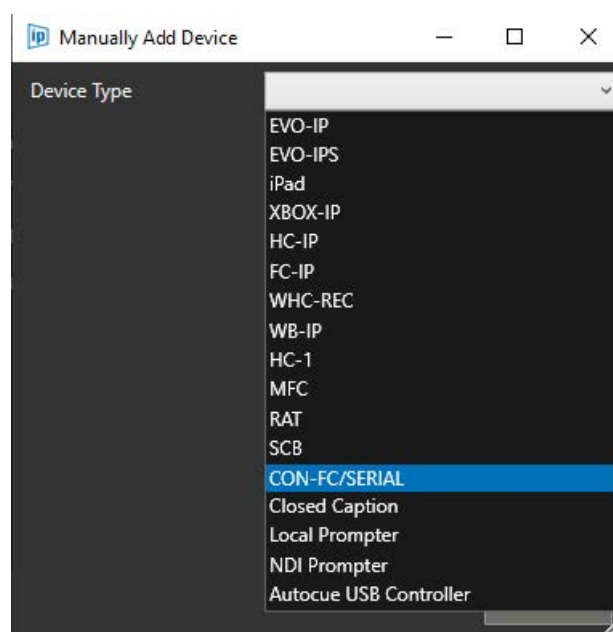 ip Manually Add Device
Device Type
EVO-IP
EVO-IPS
iPad
XBOX-IP
HC-IP
FC-IP
WHC-REC
WB-IP
HC-1
MFC
RAT
SCB
CON-FC/SERIAL
Closed Caption
Local Prompter
NDI Prompter
Autocue USB Controller